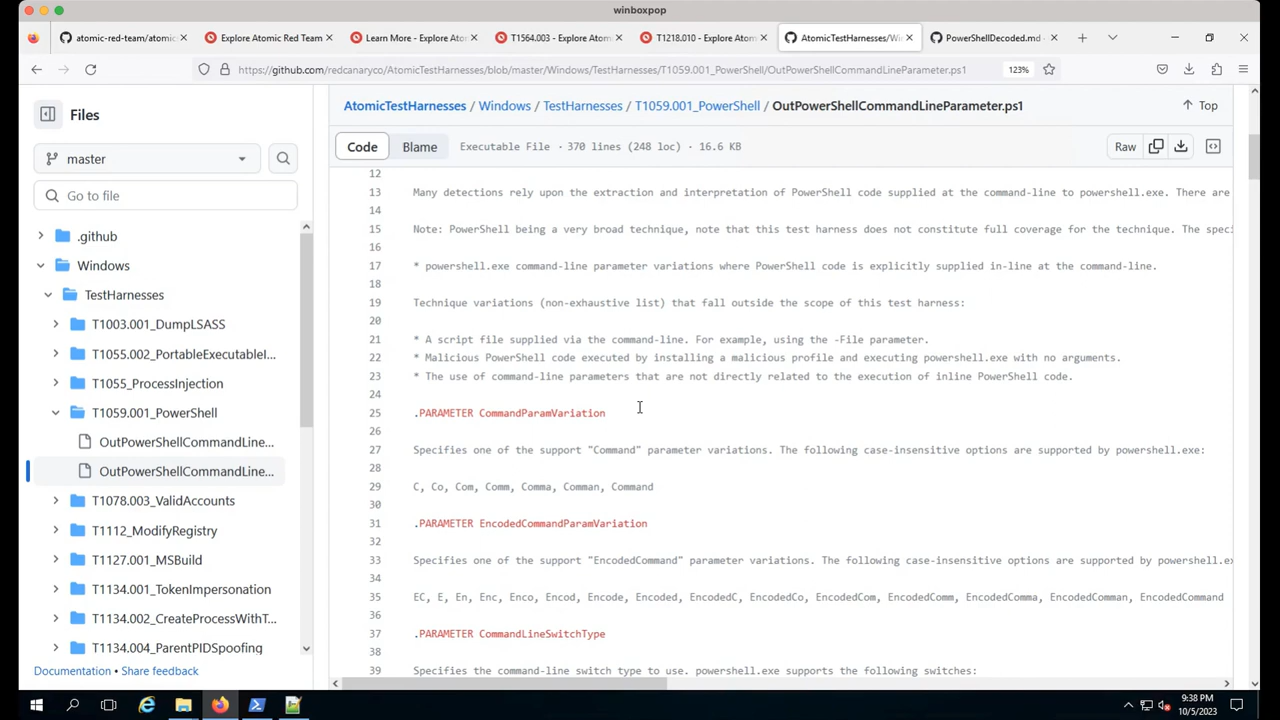 winboxpop
atomic-red-team/atomic
Explore Atomic Red Team
Learn More - Explore Atomi
T1564.003 - Explore Atomi
T1218.010 - Explore Atomi
AtomicTestHarnesses/Wi
PowerShellDecoded.md -
https://github.com/redcanaryco/AtomicTestHarnesses/blob/master/Windows/TestHarnesses/T1059.001_PowerShell/OutPowerShellCommandLineParameter.ps1
123%
Files
AtomicTestHarnesses / Windows / TestHarnesses / T1059.001_PowerShell / OutPowerShellCommandLineParameter.ps1
Top
master
Code
Blame
Executable File · 370 lines (248 loc) · 16.6 KB
Raw
Go to file
.github
Windows
TestHarnesses
T1003.001_DumpLSASS
T1055.002_PortableExecutableI...
T1055_ProcessInjection
T1059.001_PowerShell
OutPowerShellCommandLine...
OutPowerShellCommandLine...
T1078.003_ValidAccounts
T1112_ModifyRegistry
T1127.001_MSBuild
T1134.001_TokenImpersonation
T1134.002_CreateProcessWithT...
T1134.004_ParentPIDSpoofing
Documentation • Share feedback
12
13 Many detections rely upon the extraction and interpretation of PowerShell code supplied at the command-line to powershell.exe. There are
14
15 Note: PowerShell being a very broad technique, note that this test harness does not constitute full coverage for the technique. The speci
16
17 * powershell.exe command-line parameter variations where PowerShell code is explicitly supplied in-line at the command-line.
18
19 Technique variations (non-exhaustive list) that fall outside the scope of this test harness:
20
21 * A script file supplied via the command-line. For example, using the -File parameter.
22 * Malicious PowerShell code executed by installing a malicious profile and executing powershell.exe with no arguments.
23 * The use of command-line parameters that are not directly related to the execution of inline PowerShell code.
24
25 .PARAMETER CommandParamVariation
26
27 Specifies one of the support "Command" parameter variations. The following case-insensitive options are supported by powershell.exe:
28
29 C, Co, Com, Comm, Comma, Comman, Command
30
31 .PARAMETER EncodedCommandParamVariation
32
33 Specifies one of the support "EncodedCommand" parameter variations. The following case-insensitive options are supported by powershell.ex
34
35 EC, E, En, Enc, Enco, Encod, Encode, Encoded, EncodedC, EncodedCo, EncodedCom, EncodedComm, EncodedComma, EncodedComman, EncodedCommand
36
37 .PARAMETER CommandLineSwitchType
38
39 Specifies the command-line switch type to use. powershell.exe supports the following switches:
9:38 PM
10/5/2023